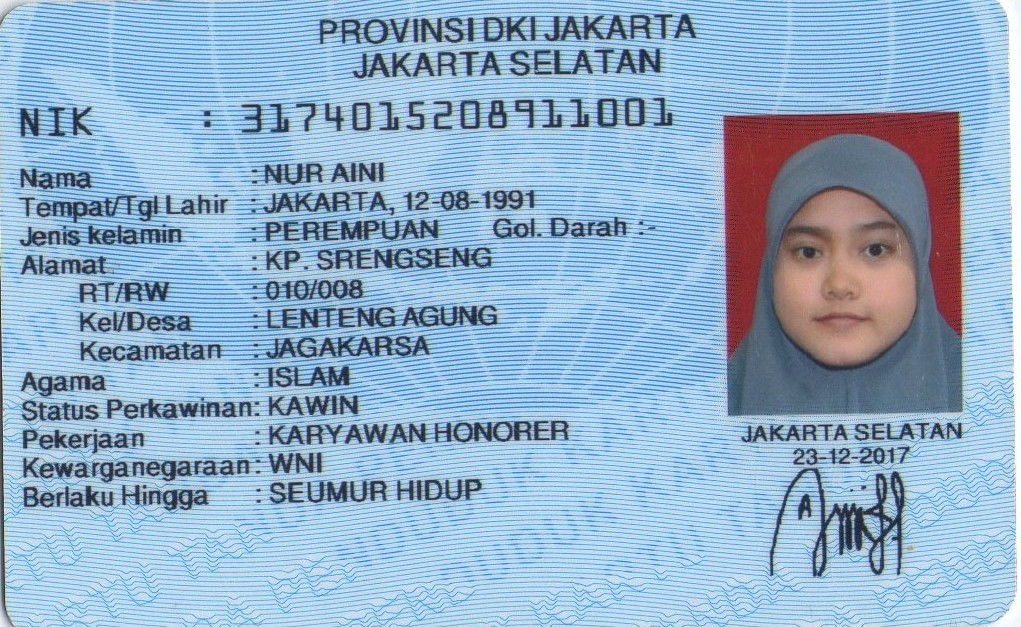 PROVINSI DKI JAKARTA
JAKARTA SELATAN
NIK : 3174015208911001
Nama : NUR AINI
Tempat/Tgl Lahir : JAKARTA, 12-08-1991
Jenis kelamin : PEREMPUAN Gol. Darah :-
Alamat : KP. SRENGSENG
RT/RW : 010/008
Kel/Desa : LENTENG AGUNG
Kecamatan : JAGAKARSA
Agama : ISLAM
Status Perkawinan: KAWIN
Pekerjaan : KARYAWAN HONORER
Kewarganegaraan: WNI
Berlaku Hingga : SEUMUR HIDUP
JAKARTA SELATAN
23-12-2017